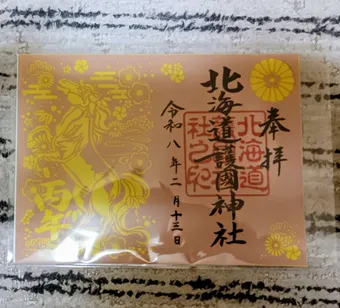 奉拝
北海道護國神社
北海道
社之印
令和八年二月十三日
丙午